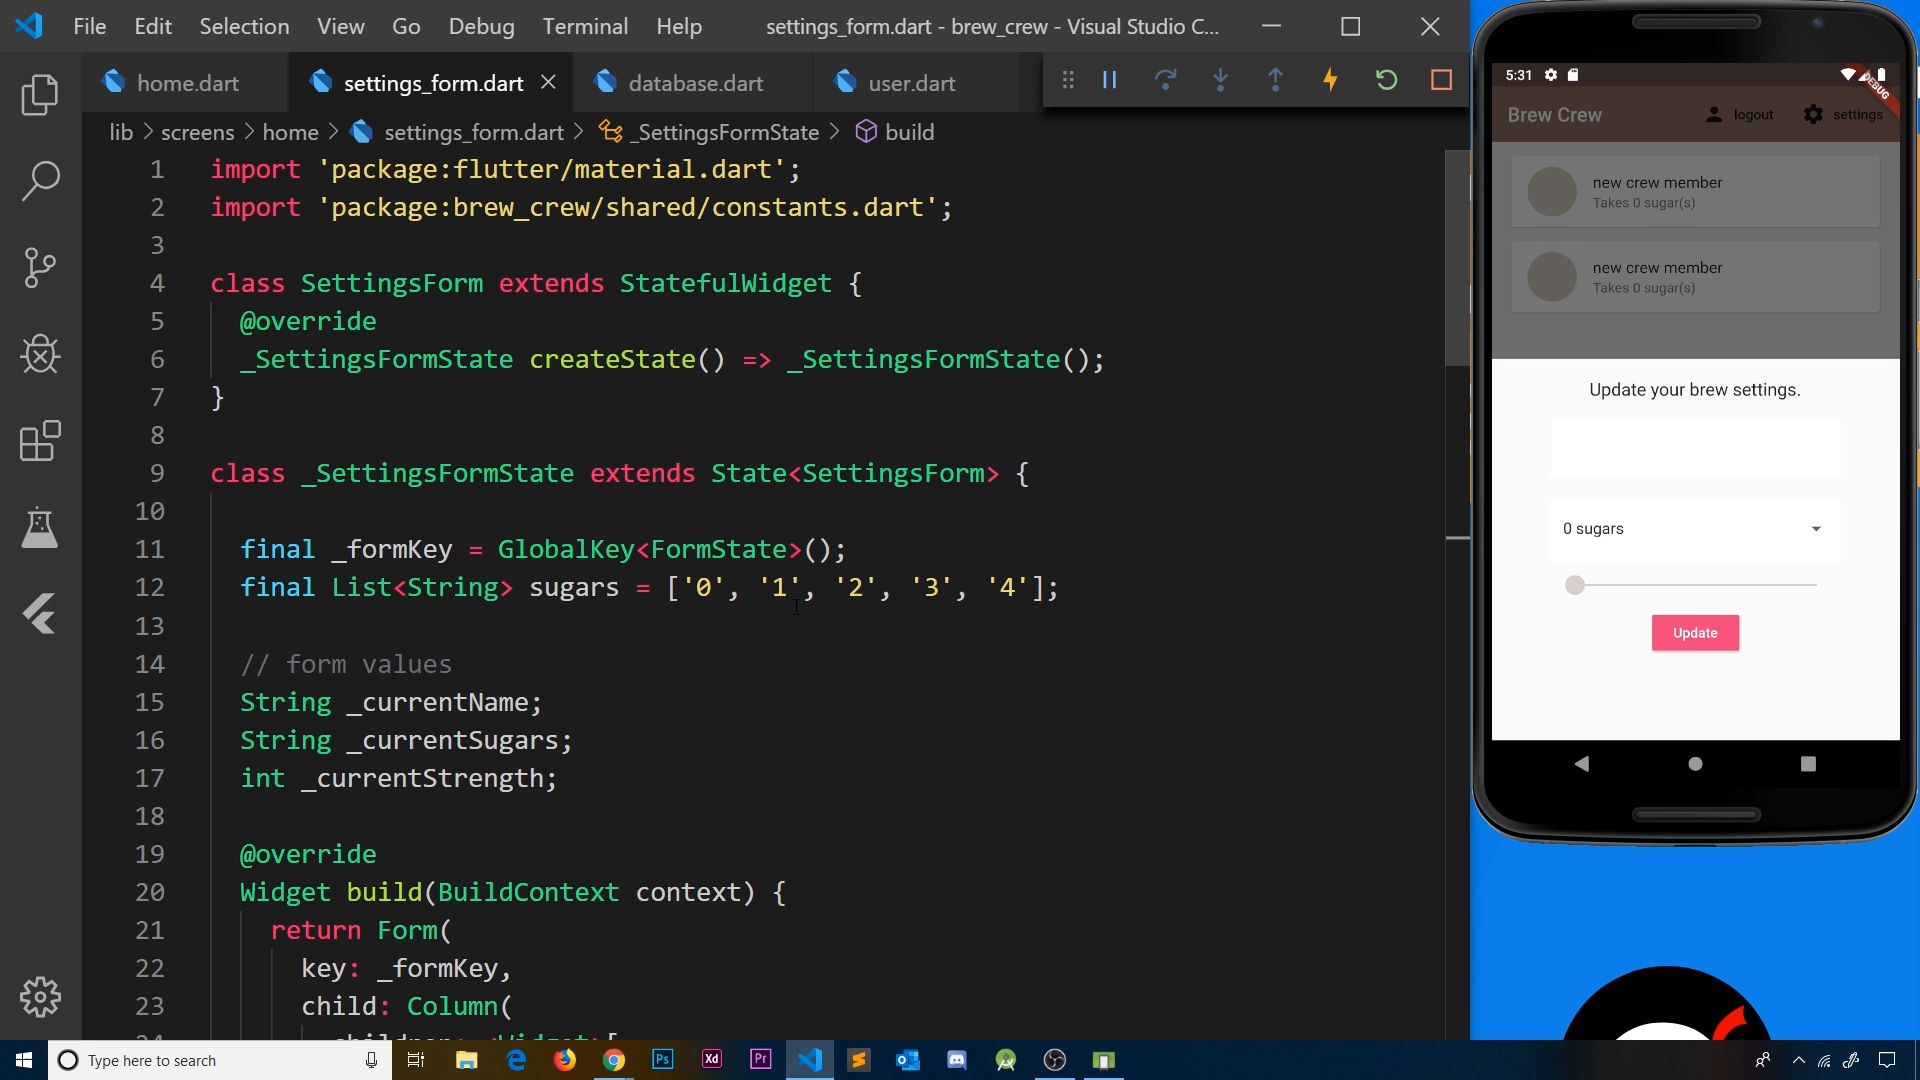 File Edit Selection View Go Debug Terminal Help settings_form.dart - brew_crew - Visual Studio C...
home.dart settings_form.dart database.dart user.dart
lib > screens > home > settings_form.dart > _SettingsFormState > build
1 import 'package:flutter/material.dart';
2 import 'package:brew_crew/shared/constants.dart';
3
4 class SettingsForm extends StatefulWidget {
5 @override
6 _SettingsFormState createState() => _SettingsFormState();
7 }
8
9 class _SettingsFormState extends State<SettingsForm> {
10
11 final _formKey = GlobalKey<FormState>();
12 final List<String> sugars = ['0', '1', '2', '3', '4'];
13
14 // form values
15 String _currentName;
16 String _currentSugars;
17 int _currentStrength;
18
19 @override
20 Widget build(BuildContext context) {
21 return Form(
22 key: _formKey,
23 child: Column(
5:31
DEBUG
Brew Crew logout settings
new crew member
Takes 0 sugar(s)
new crew member
Takes 0 sugar(s)
Update your brew settings.
0 sugars
Update
Type here to search
Ps Xd Pr